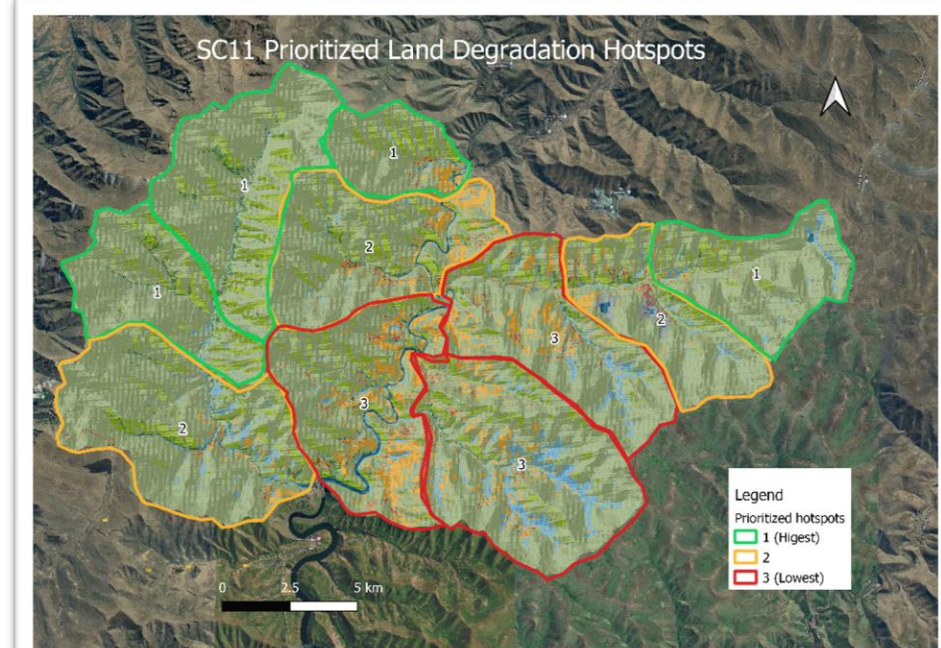 SC11 Prioritized Land Degradation Hotspots
1
1
2
1
1
2
3
3
2
3
Legend
Prioritized hotspots
1 (Higest)
2
3 (Lowest)
0 2.5 5 km